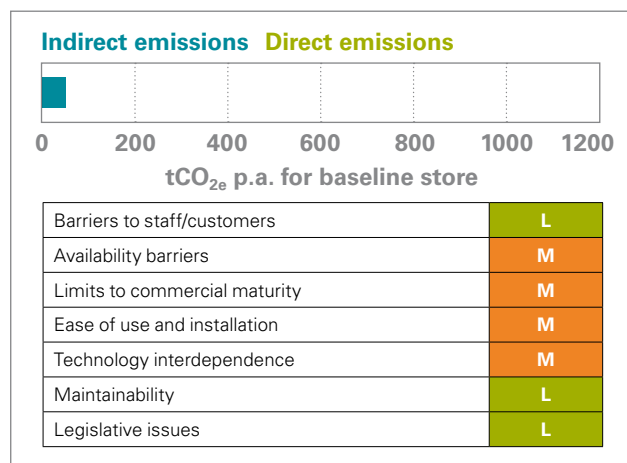 Indirect emissions Direct emissions
0 200 400 600 800 1000 1200
tCO2e p.a. for baseline store
Barriers to staff/customers L
Availability barriers M
Limits to commercial maturity M
Ease of use and installation M
Technology interdependence M
Maintainability L
Legislative issues L